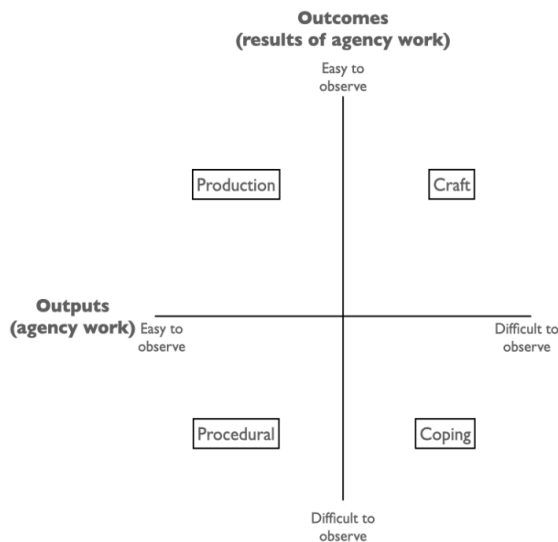 Outcomes
(results of agency work)
Easy to
observe
Production
Craft
Outputs
(agency work)
Easy to
observe
Difficult to
observe
Procedural
Coping
Difficult to
observe